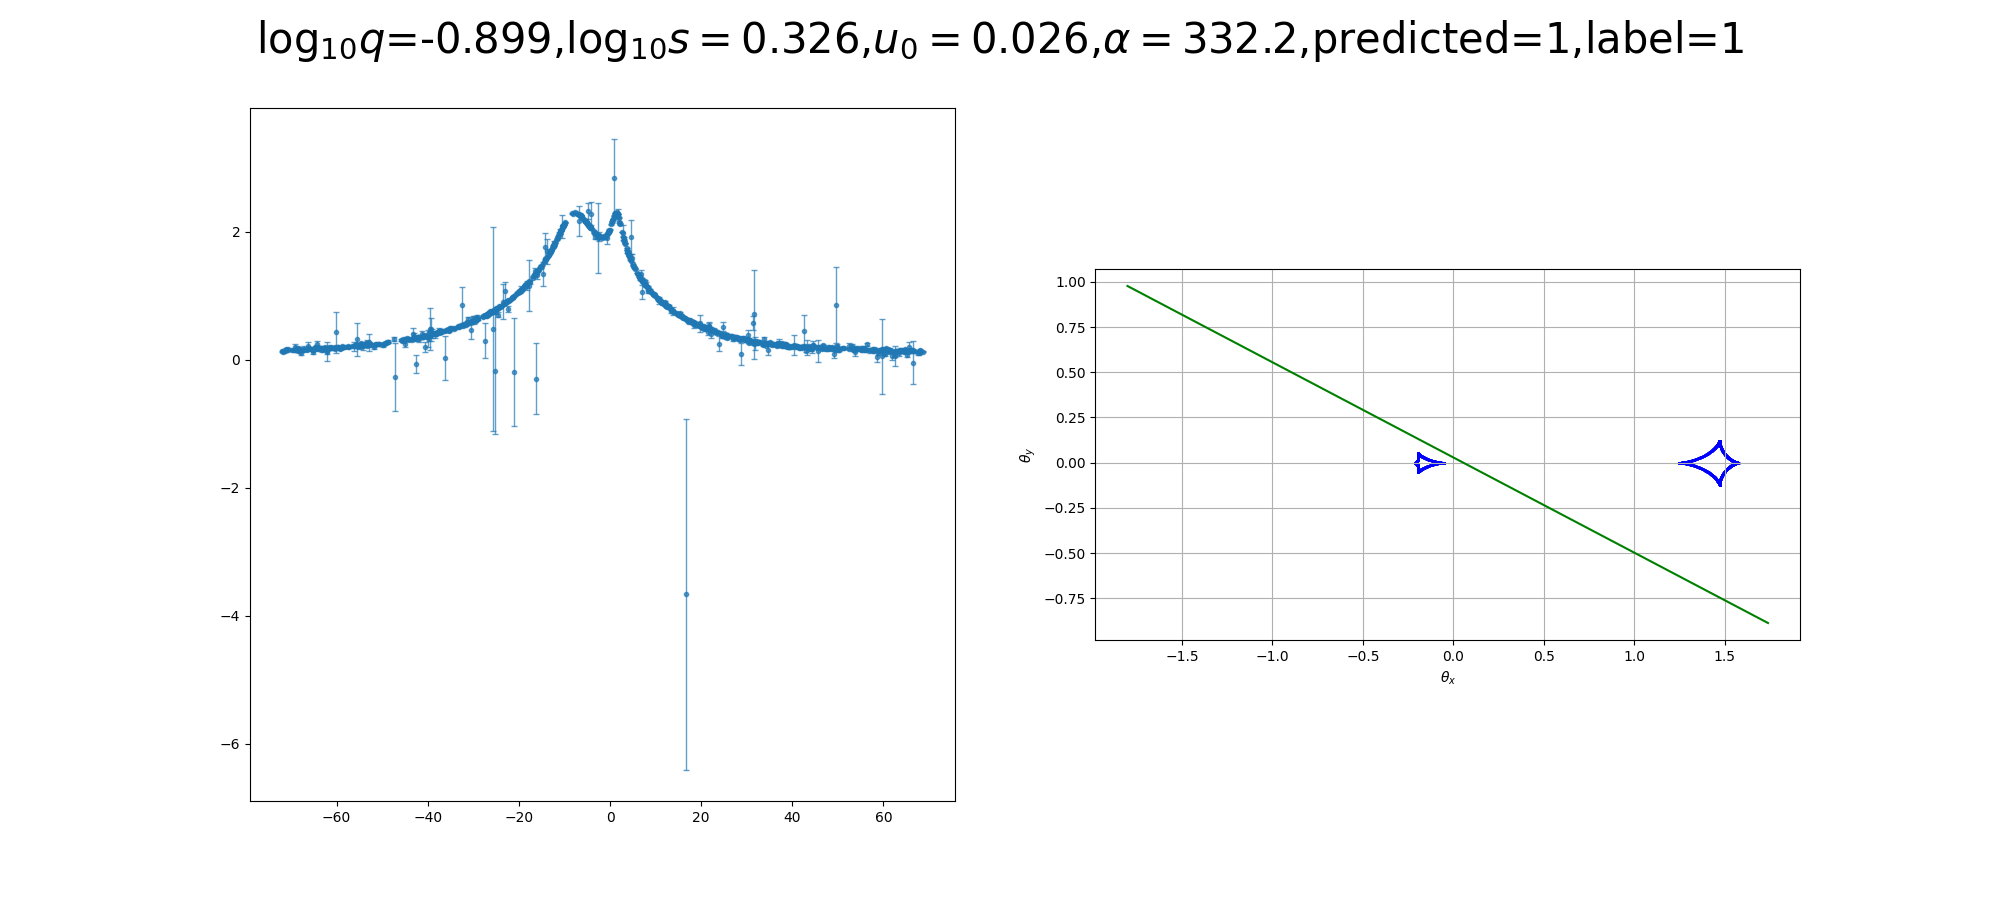 log₁₀q=-0.899,log₁₀s = 0.326,u₀ = 0.026,α = 332.2,predicted=1,label=1
2
0
−2
−4
−6
−60 −40 −20 0 20 40 60
1.00
0.75
0.50
0.25
0.00
−0.25
−0.50
−0.75
θy
−1.5 −1.0 −0.5 0.0 0.5 1.0 1.5
θx